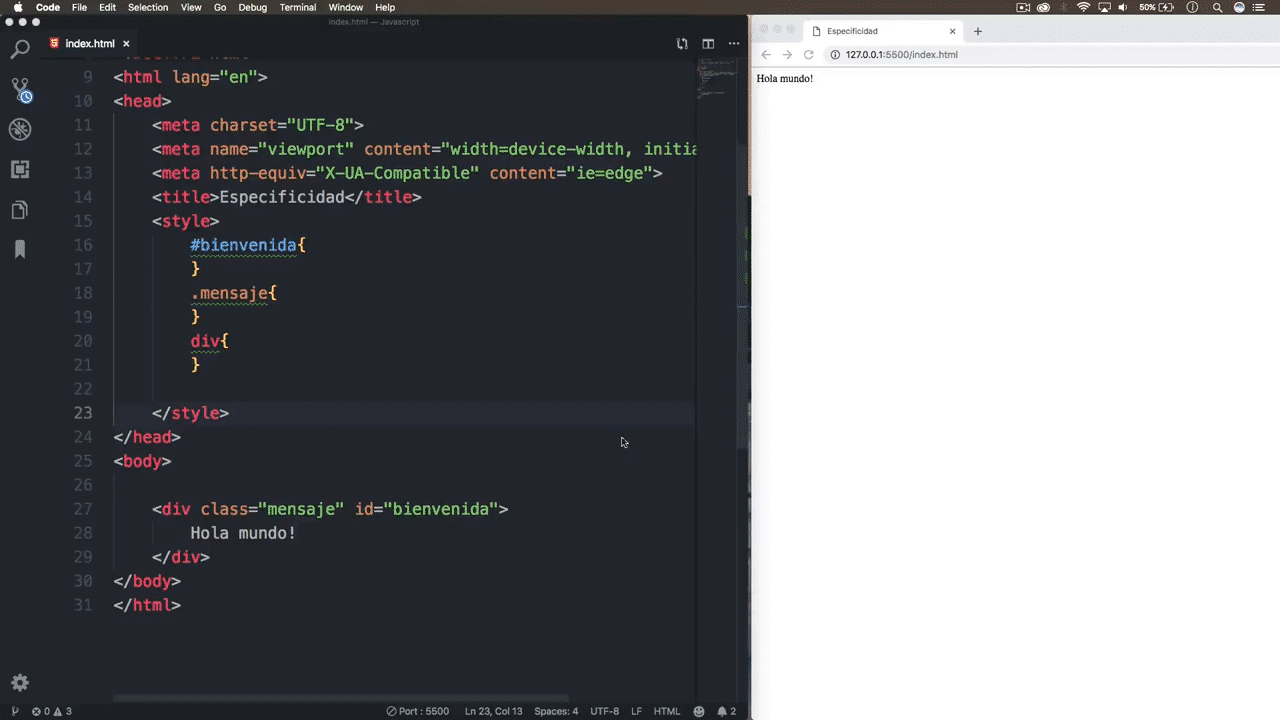 Code File Edit Selection View Go Debug Terminal Window Help 50%
index.html — Javascript
index.html
Especificidad
127.0.0.1:5500/index.html
Hola mundo!
9 <html lang="en">
10 <head>
11 <meta charset="UTF-8">
12 <meta name="viewport" content="width=device-width, initia
13 <meta http-equiv="X-UA-Compatible" content="ie=edge">
14 <title>Especificidad</title>
15 <style>
16 #bienvenida{
17 }
18 .mensaje{
19 }
20 div{
21 }
22
23 </style>
24 </head>
25 <body>
26
27 <div class="mensaje" id="bienvenida">
28 Hola mundo!
29 </div>
30 </body>
31 </html>
0 3 Port : 5500 Ln 23, Col 13 Spaces: 4 UTF-8 LF HTML 2